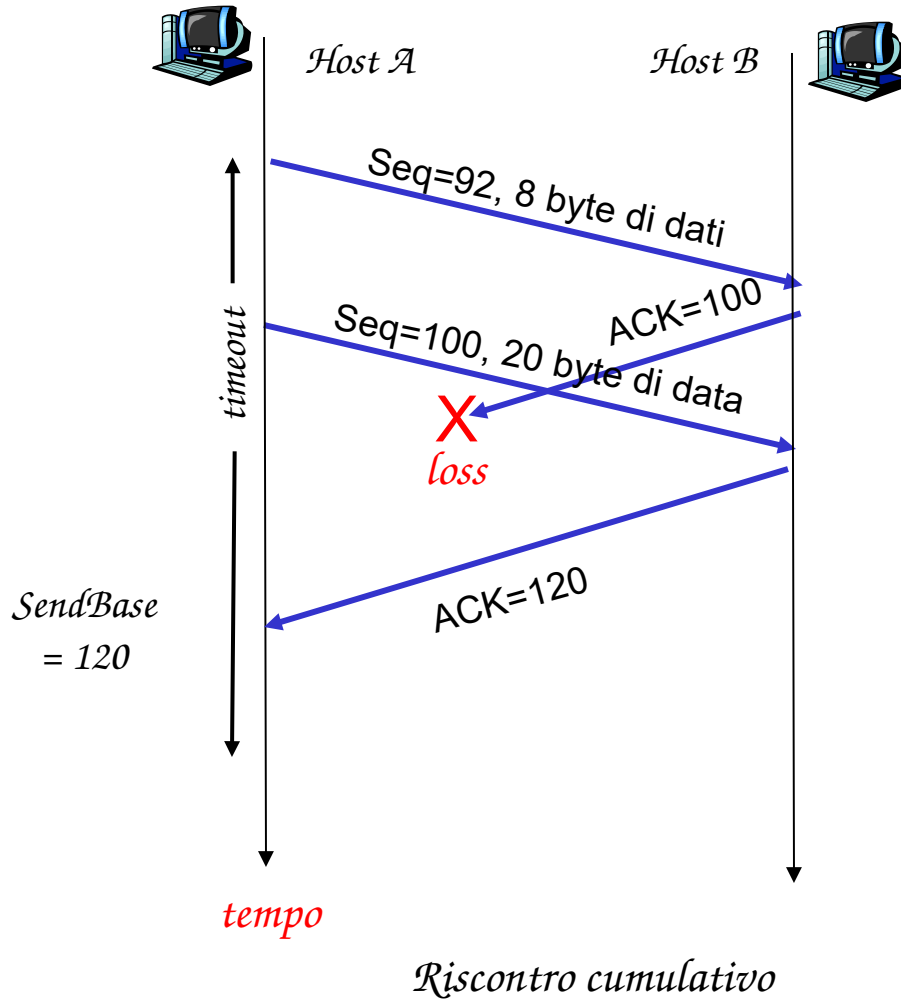 Host A
Host B
Seq=92, 8 byte di dati
ACK=100
timeout
Seq=100, 20 byte di data
X
loss
ACK=120
SendBase
= 120
tempo
Riscontro cumulativo